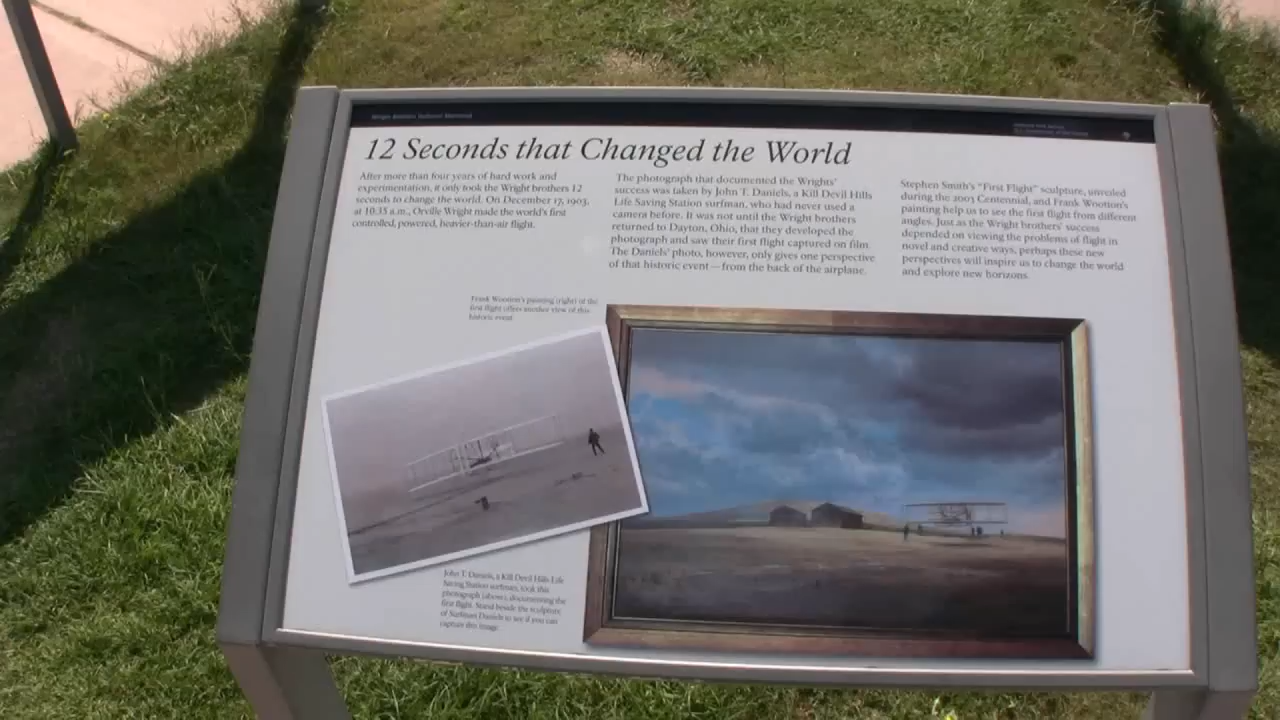 Wright Brothers National Memorial
National Park Service
U.S. Department of the Interior
12 Seconds that Changed the World
After more than four years of hard work and
experimentation, it only took the Wright brothers 12
seconds to change the world. On December 17, 1903,
at 10:35 a.m., Orville Wright made the world's first
controlled, powered, heavier-than-air flight.
The photograph that documented the Wrights'
success was taken by John T. Daniels, a Kill Devil Hills
Life Saving Station surfman, who had never used a
camera before. It was not until the Wright brothers
returned to Dayton, Ohio, that they developed the
photograph and saw their first flight captured on film.
The Daniels' photo, however, only gives one perspective
of that historic event—from the back of the airplane.
Stephen Smith's "First Flight" sculpture, unveiled
during the 2003 Centennial, and Frank Wootton's
painting help us to see the first flight from different
angles. Just as the Wright brothers' success
depended on viewing the problems of flight in
novel and creative ways, perhaps these new
perspectives will inspire us to change the world
and explore new horizons.
Frank Wootton's painting (right) of the
first flight offers another view of this
historic event.
John T. Daniels, a Kill Devil Hills Life
Saving Station surfman, took this
photograph (above), documenting the
first flight. Stand beside the sculpture
of Surfman Daniels to see if you can
capture this image.